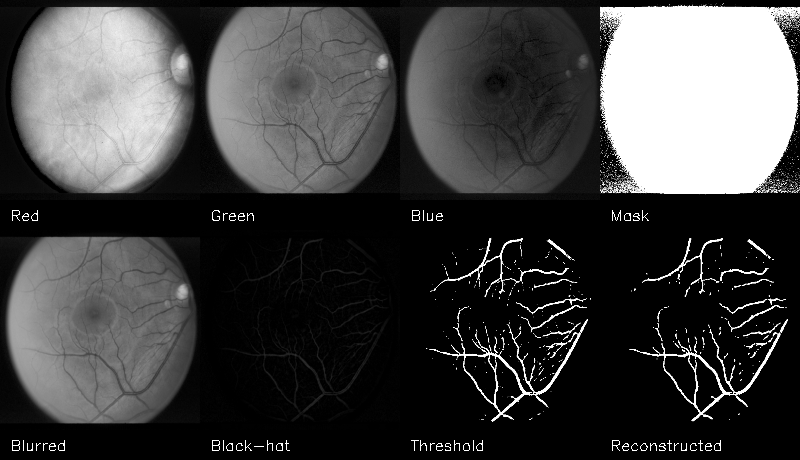 Red
Green
Blue
Mask
Blurred
Black-hat
Threshold
Reconstructed